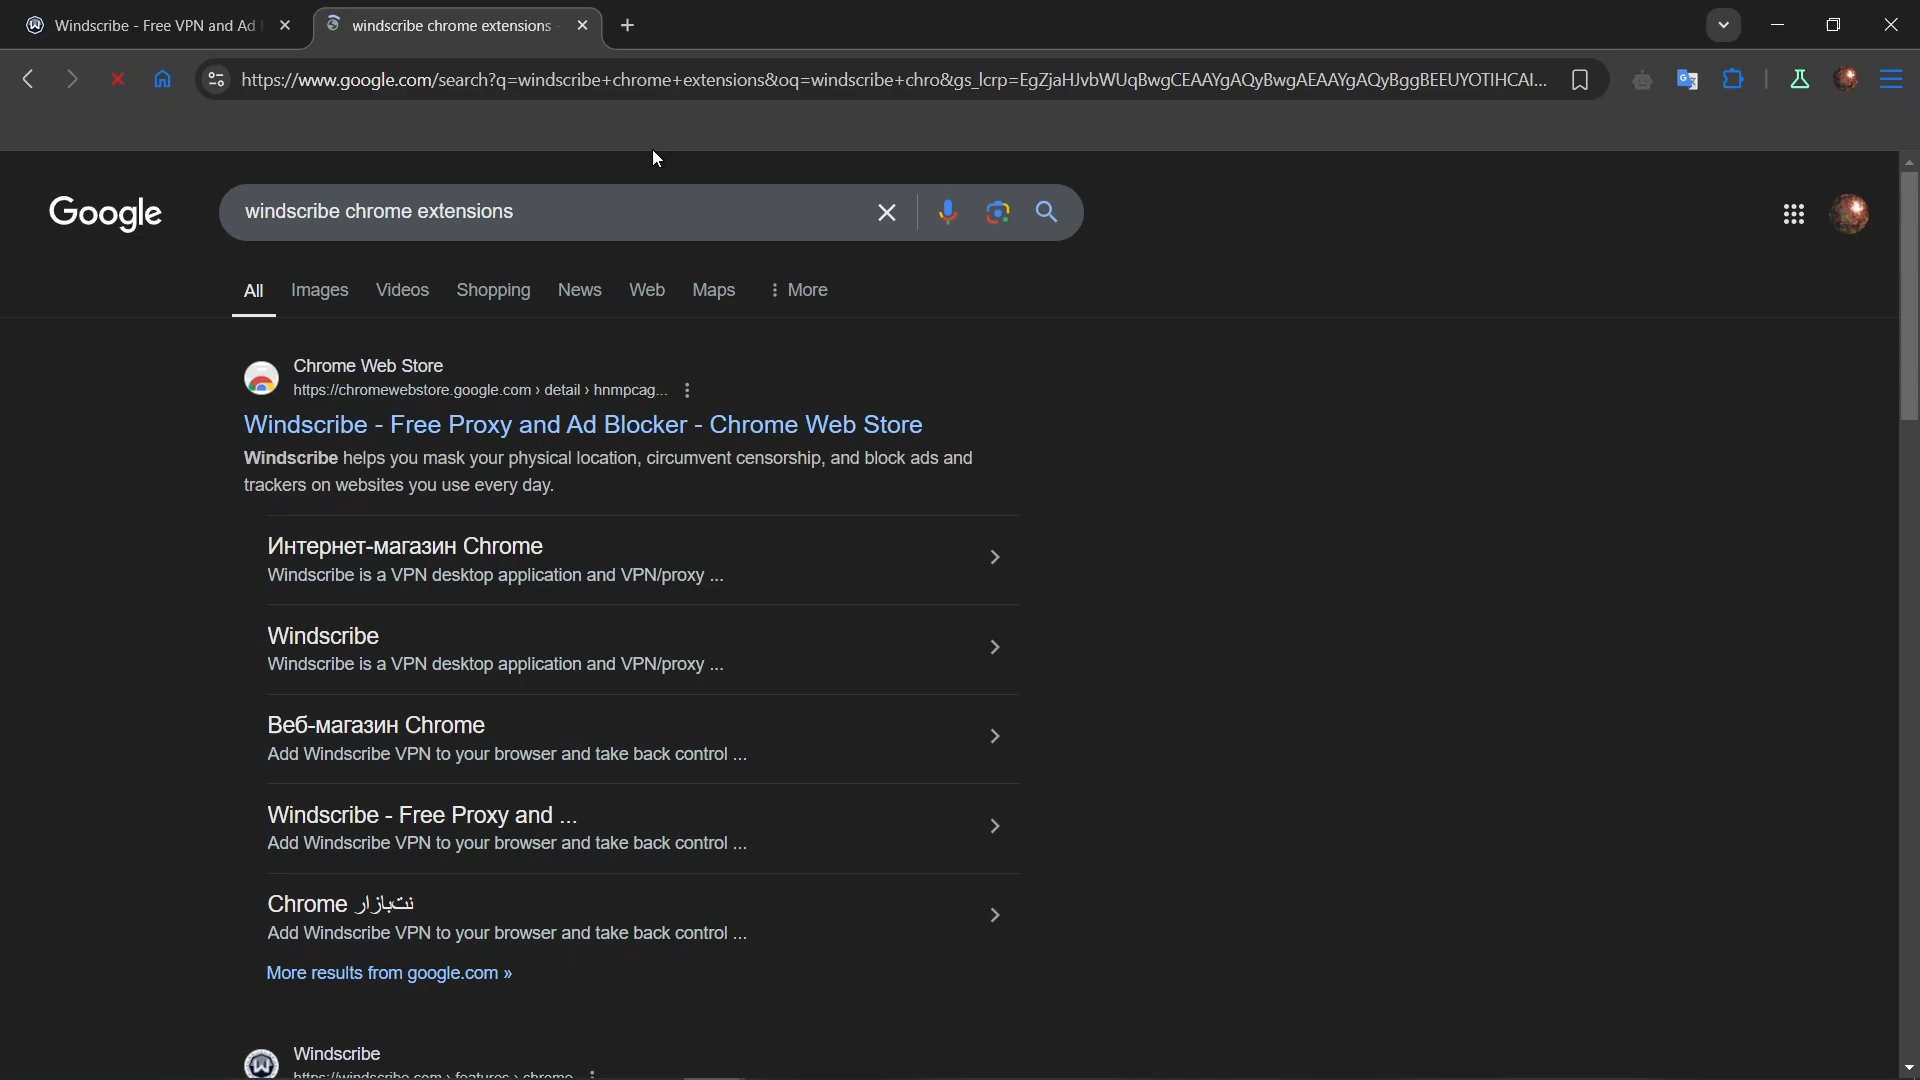 Windscribe - Free VPN and Ad
windscribe chrome extensions
https://www.google.com/search?q=windscribe+chrome+extensions&oq=windscribe+chro&gs_lcrp=EgZjaHJvbWUqBwgCEAAYgAQyBwgAEAAYgAQyBggBEEUYOTIHCAI...
Google
windscribe chrome extensions
All Images Videos Shopping News Web Maps More
Chrome Web Store
https://chromewebstore.google.com › detail › hnmpcag...
Windscribe - Free Proxy and Ad Blocker - Chrome Web Store
Windscribe helps you mask your physical location, circumvent censorship, and block ads and
trackers on websites you use every day.
Интернет-магазин Chrome
Windscribe is a VPN desktop application and VPN/proxy ...
Windscribe
Windscribe is a VPN desktop application and VPN/proxy ...
Веб-магазин Chrome
Add Windscribe VPN to your browser and take back control ...
Windscribe - Free Proxy and ...
Add Windscribe VPN to your browser and take back control ...
Chrome نت‌بازار
Add Windscribe VPN to your browser and take back control ...
More results from google.com »
Windscribe
https://windscribe.com › features › chrome